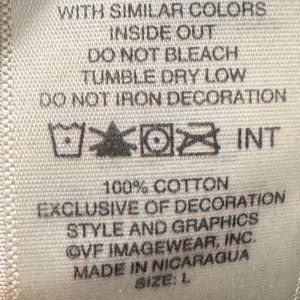 WITH SIMILAR COLORS
INSIDE OUT
DO NOT BLEACH
TUMBLE DRY LOW
DO NOT IRON DECORATION
INT
100% COTTON
EXCLUSIVE OF DECORATION
STYLE AND GRAPHICS
©VF IMAGEWEAR, INC.
MADE IN NICARAGUA
SIZE: L